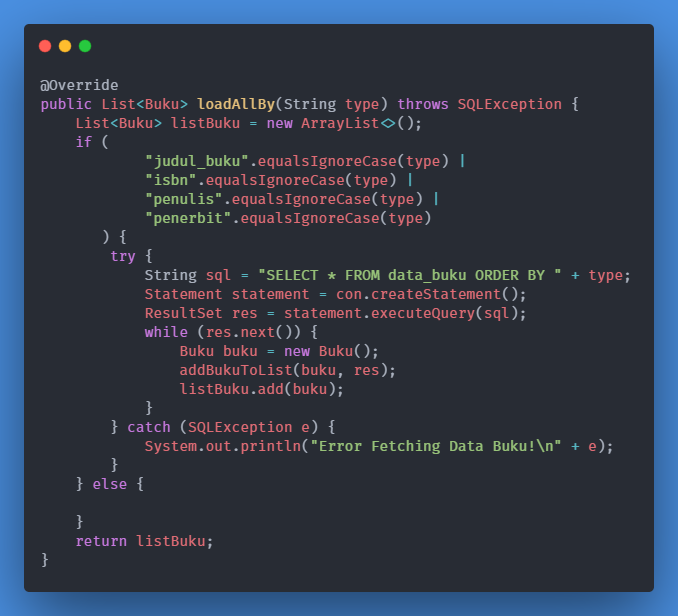 @Override
public List<Buku> loadAllBy(String type) throws SQLException {
    List<Buku> listBuku = new ArrayList<>();
    if (
            "judul_buku".equalsIgnoreCase(type) |
            "isbn".equalsIgnoreCase(type) |
            "penulis".equalsIgnoreCase(type) |
            "penerbit".equalsIgnoreCase(type)
       ) {
        try {
            String sql = "SELECT * FROM data_buku ORDER BY " + type;
            Statement statement = con.createStatement();
            ResultSet res = statement.executeQuery(sql);
            while (res.next()) {
                Buku buku = new Buku();
                addBukuToList(buku, res);
                listBuku.add(buku);
            }
        } catch (SQLException e) {
            System.out.println("Error Fetching Data Buku!\n" + e);
        }
    } else {

    }
    return listBuku;
}